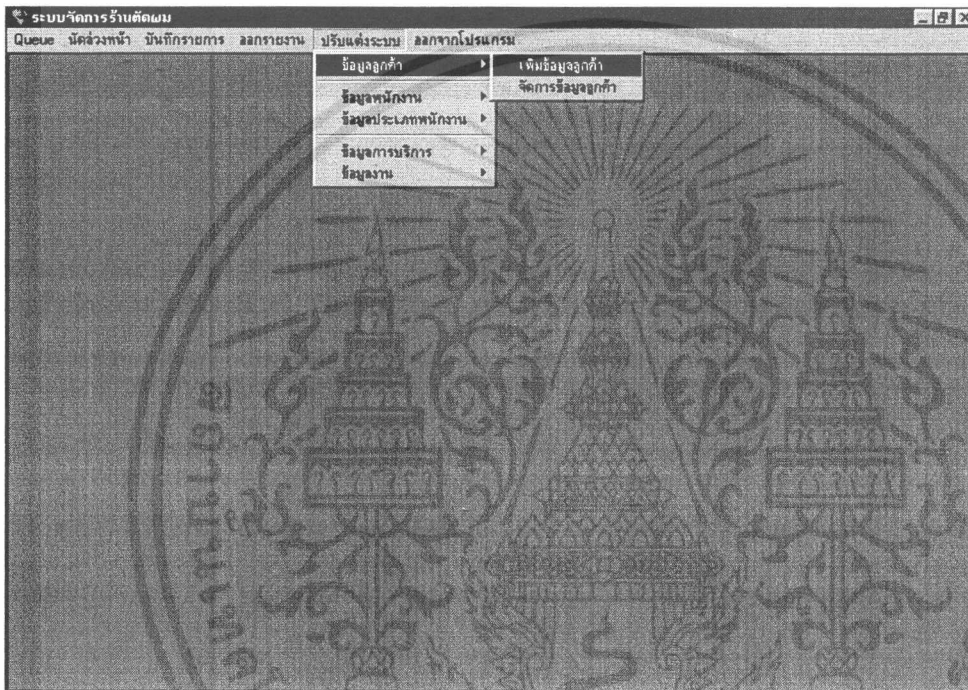 ระบบจัดการร้านตัดผม
Queue นัดล่วงหน้า บันทึกรายการ ออกรายงาน ปรับแต่งระบบ ออกจากโปรแกรม
ข้อมูลลูกค้า
เพิ่มข้อมูลลูกค้า
จัดการข้อมูลลูกค้า
ข้อมูลพนักงาน
ข้อมูลประเภทพนักงาน
ข้อมูลการบริการ
ข้อมูลงาน